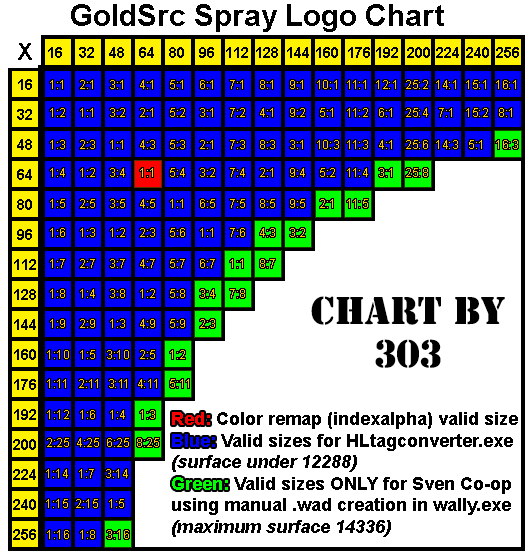 GoldSrc Spray Logo Chart
X 16 32 48 64 80 96 112 128 144 160 176 192 200 224 240 256
16 1:1 2:1 3:1 4:1 5:1 6:1 7:1 8:1 9:1 10:1 11:1 12:1 25:2 14:1 15:1 16:1
32 1:2 1:1 3:2 2:1 5:2 3:1 7:2 4:1 9:2 5:1 11:2 6:1 25:4 7:1 15:2 8:1
48 1:3 2:3 1:1 4:3 5:3 2:1 7:3 8:3 3:1 10:3 11:3 4:1 25:6 14:3 5:1 16:3
64 1:4 1:2 3:4 1:1 5:4 3:2 7:4 2:1 9:4 5:2 11:4 3:1 25:8
80 1:5 2:5 3:5 4:5 1:1 6:5 7:5 8:5 9:5 2:1 11:5
96 1:6 1:3 1:2 2:3 5:6 1:1 7:6 4:3 3:2
112 1:7 2:7 3:7 4:7 5:7 6:7 1:1 8:7
128 1:8 1:4 3:8 1:2 5:8 3:4 7:8
144 1:9 2:9 1:3 4:9 5:9 2:3
160 1:10 1:5 3:10 2:5 1:2
176 1:11 2:11 3:11 4:11 5:11
192 1:12 1:6 1:4 1:3
200 2:25 4:25 6:25 8:25
224 1:14 1:7 3:14
240 1:15 2:15 1:5
256 1:16 1:8 3:16
CHART BY
303
Red: Color remap (indexalpha) valid size
Blue: Valid sizes for HLtagconverter.exe
(surface under 12288)
Green: Valid sizes ONLY for Sven Co-op
using manual .wad creation in wally.exe
(maximum surface 14336)